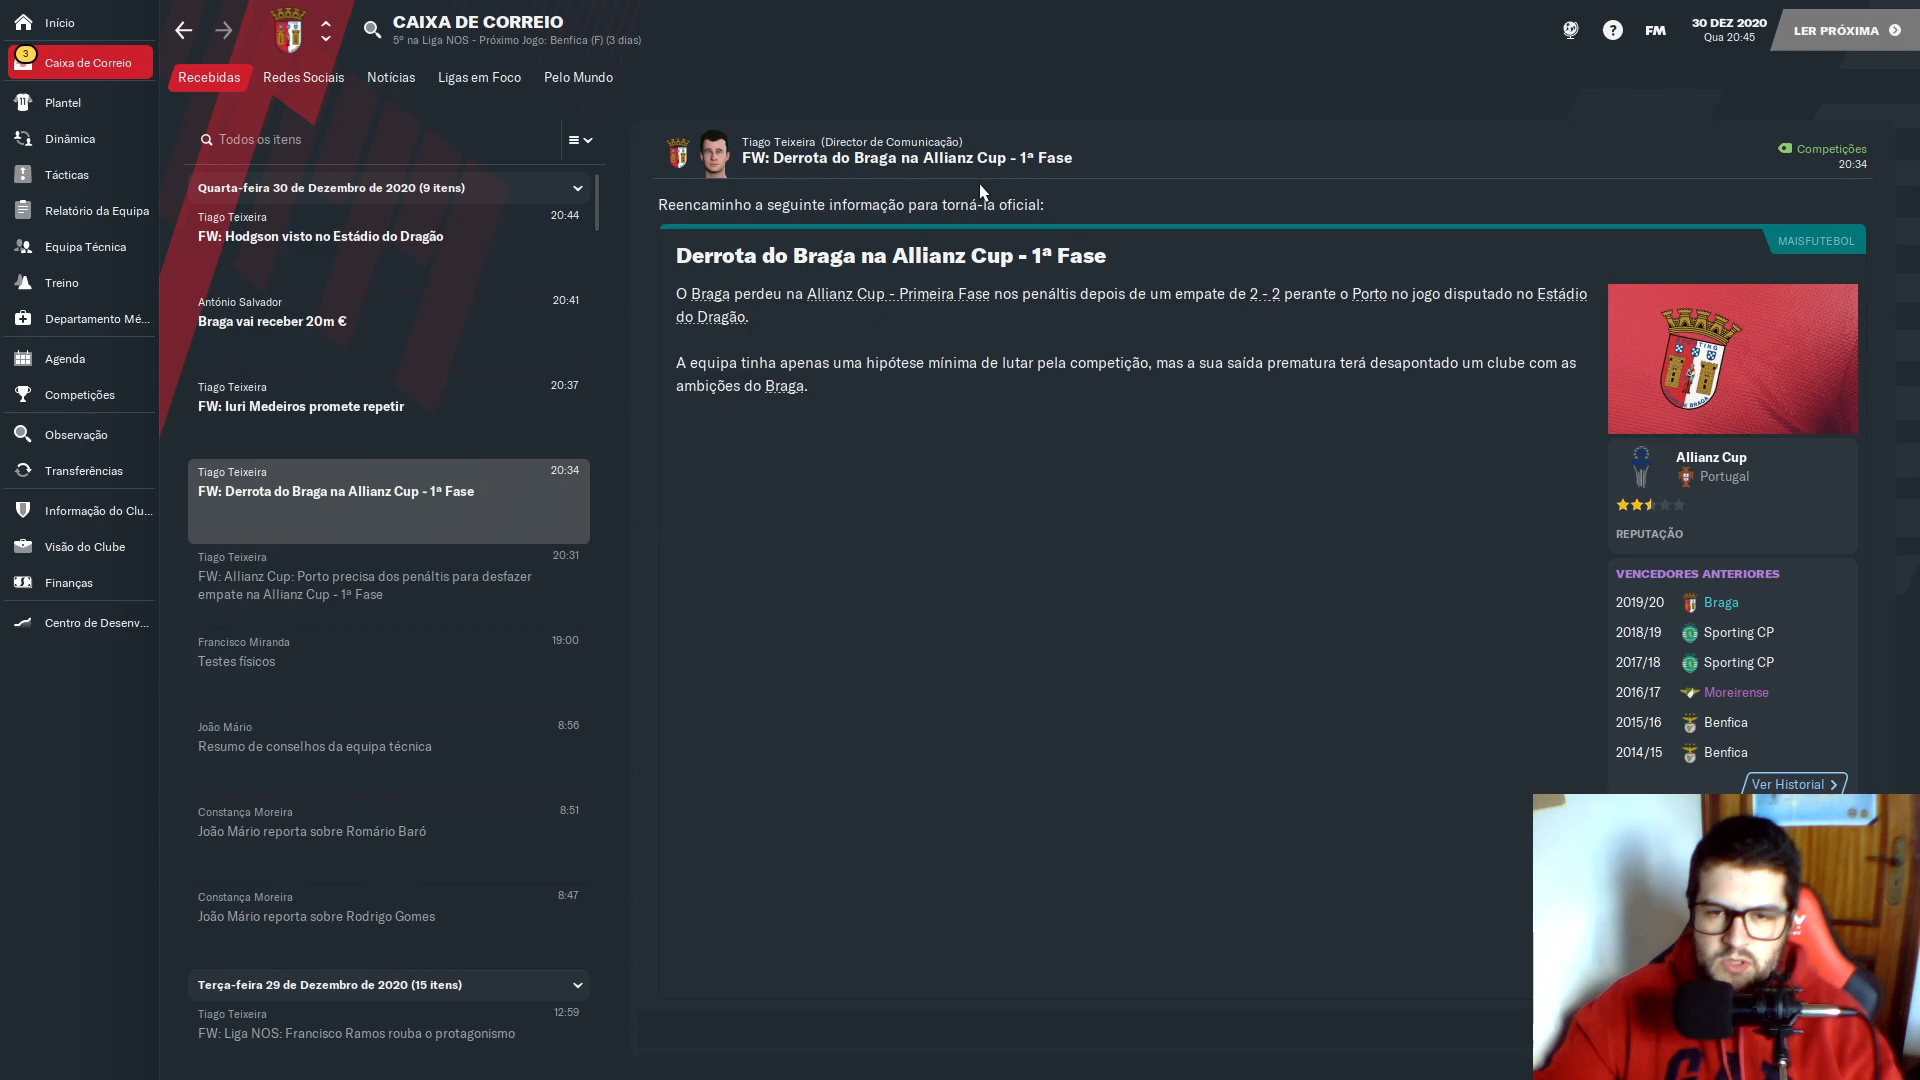 Início
3
Caixa de Correio
Plantel
Dinâmica
Tácticas
Relatório da Equipa
Equipa Técnica
Treino
Departamento Mé...
Agenda
Competições
Observação
Transferências
Informação do Clu...
Visão do Clube
Finanças
Centro de Desenv...
CAIXA DE CORREIO
5º na Liga NOS - Próximo Jogo: Benfica (F) (3 dias)
FM
30 DEZ 2020
Qua 20:45
LER PRÓXIMA
Recebidas
Redes Sociais
Notícias
Ligas em Foco
Pelo Mundo
Todos os itens
Quarta-feira 30 de Dezembro de 2020 (9 itens)
Tiago Teixeira 20:44
FW: Hodgson visto no Estádio do Dragão
António Salvador 20:41
Braga vai receber 20m €
Tiago Teixeira 20:37
FW: Iuri Medeiros promete repetir
Tiago Teixeira 20:34
FW: Derrota do Braga na Allianz Cup - 1ª Fase
Tiago Teixeira 20:31
FW: Allianz Cup: Porto precisa dos penáltis para desfazer
empate na Allianz Cup - 1ª Fase
Francisco Miranda 19:00
Testes físicos
João Mário 8:56
Resumo de conselhos da equipa técnica
Constança Moreira 8:51
João Mário reporta sobre Romário Baró
Constança Moreira 8:47
João Mário reporta sobre Rodrigo Gomes
Terça-feira 29 de Dezembro de 2020 (15 itens)
Tiago Teixeira 12:59
FW: Liga NOS: Francisco Ramos rouba o protagonismo
Tiago Teixeira (Director de Comunicação)
FW: Derrota do Braga na Allianz Cup - 1ª Fase
Competições
20:34
Reencaminho a seguinte informação para torná-la oficial:
MAISFUTEBOL
Derrota do Braga na Allianz Cup - 1ª Fase
O Braga perdeu na Allianz Cup - Primeira Fase nos penáltis depois de um empate de 2 - 2 perante o Porto no jogo disputado no Estádio
do Dragão.
A equipa tinha apenas uma hipótese mínima de lutar pela competição, mas a sua saída prematura terá desapontado um clube com as
ambições do Braga.
Allianz Cup
Portugal
REPUTAÇÃO
VENCEDORES ANTERIORES
2019/20 Braga
2018/19 Sporting CP
2017/18 Sporting CP
2016/17 Moreirense
2015/16 Benfica
2014/15 Benfica
Ver Historial